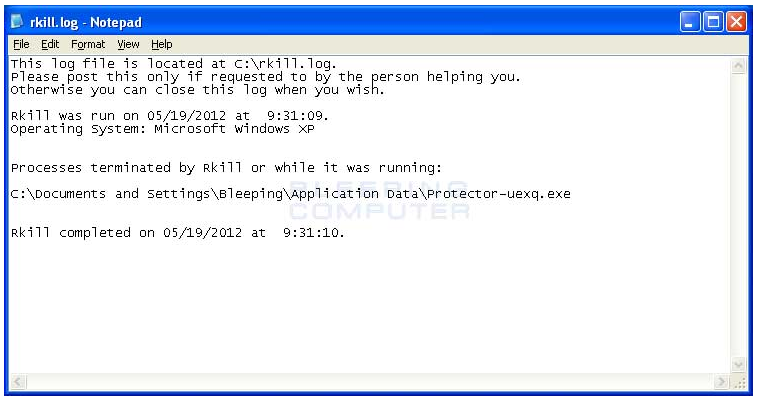 rkill.log - Notepad
File Edit Format View Help
This log file is located at C:\rkill.log.
Please post this only if requested to by the person helping you.
Otherwise you can close this log when you wish.
Rkill was run on 05/19/2012 at  9:31:09.
Operating System: Microsoft Windows XP
Processes terminated by Rkill or while it was running:
C:\Documents and Settings\Bleeping\Application Data\Protector-uexq.exe
BLEEPING
COMPUTER
Rkill completed on 05/19/2012 at  9:31:10.